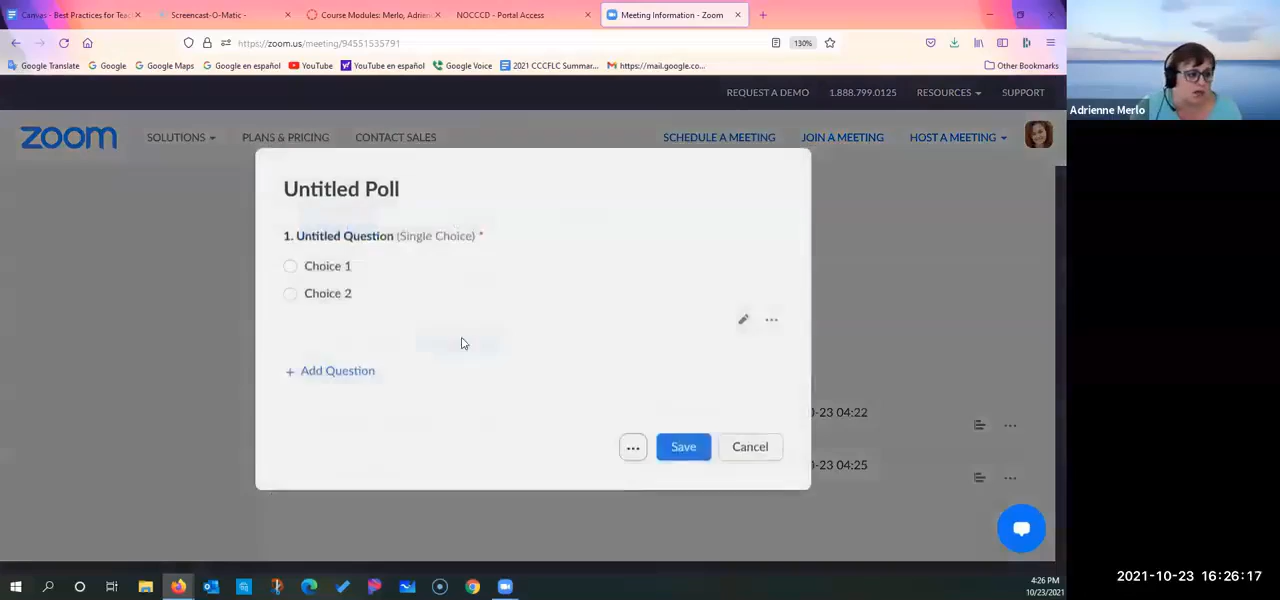 Canvas - Best Practices for Teac
Screencast-O-Matic -
Course Modules: Merlo, Adrienn
NOCCCD - Portal Access
Meeting Information - Zoom
https://zoom.us/meeting/94551535791
130%
Google Translate
Google
Google Maps
Google en español
YouTube
YouTube en español
Google Voice
2021 CCCFLC Summar...
https://mail.google.co...
Other Bookmarks
Adrienne Merlo
REQUEST A DEMO
1.888.799.0125
RESOURCES
SUPPORT
zoom
SOLUTIONS
PLANS & PRICING
CONTACT SALES
SCHEDULE A MEETING
JOIN A MEETING
HOST A MEETING
Untitled Poll
1. Untitled Question (Single Choice) *
Choice 1
Choice 2
+ Add Question
0-23 04:22
0-23 04:25
...
Save
Cancel
4:26 PM
10/23/2021
2021-10-23 16:26:17